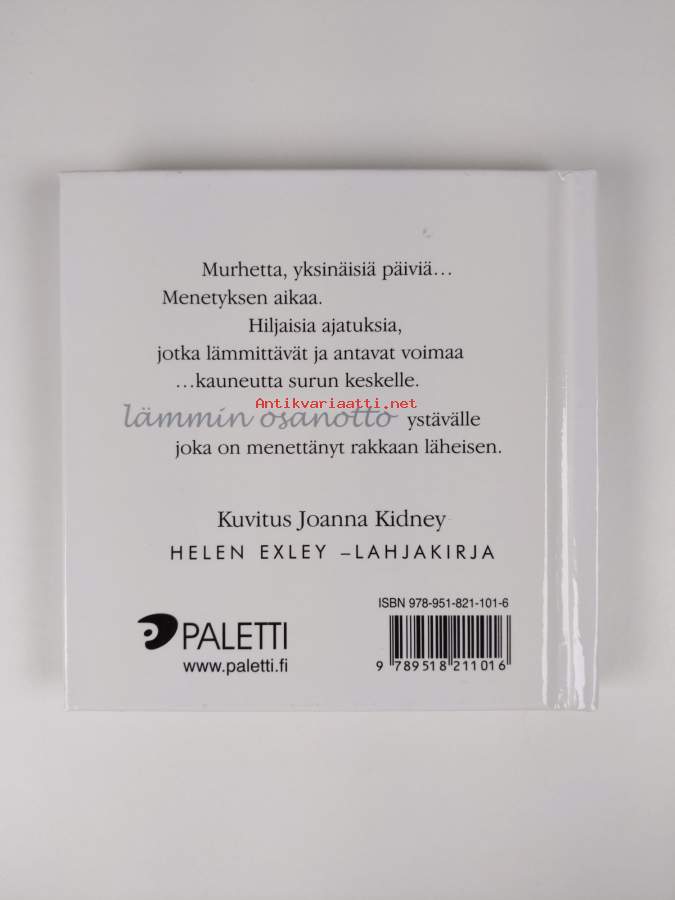 Murhetta, yksinäisiä päiviä...
Menetyksen aikaa.
Hiljaisia ajatuksia,
jotka lämmittävät ja antavat voimaa
...kauneutta surun keskelle.
Antikvariaatti.net
lämmin osanotto ystävälle
joka on menettänyt rakkaan läheisen.
Kuvitus Joanna Kidney
HELEN EXLEY –LAHJAKIRJA
ISBN 978-951-821-101-6
PALETTI
www.paletti.fi
9 789518 211016